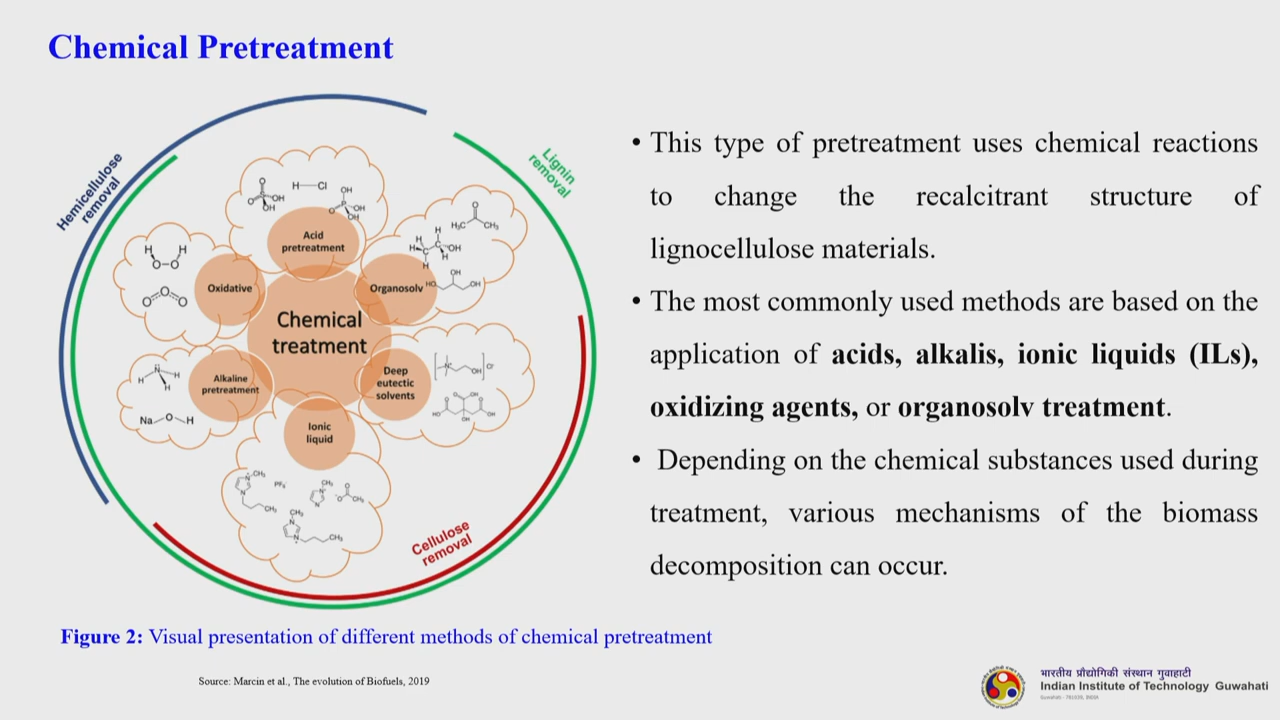 Chemical Pretreatment
Hemicellulose
removal
Lignin
removal
Acid
pretreatment
Oxidative
Organosolv
Chemical
treatment
Alkaline
pretreatment
Deep
eutectic
solvents
Ionic
liquid
Cellulose
removal
H—Cl
Na—O—H
• This type of pretreatment uses chemical reactions
to change the recalcitrant structure of
lignocellulose materials.
• The most commonly used methods are based on the
application of acids, alkalis, ionic liquids (ILs),
oxidizing agents, or organosolv treatment.
• Depending on the chemical substances used during
treatment, various mechanisms of the biomass
decomposition can occur.
Figure 2: Visual presentation of different methods of chemical pretreatment
Source: Marcin et al., The evolution of Biofuels, 2019
भारतीय प्रौद्योगिकी संस्थान गुवाहाटी
Indian Institute of Technology Guwahati